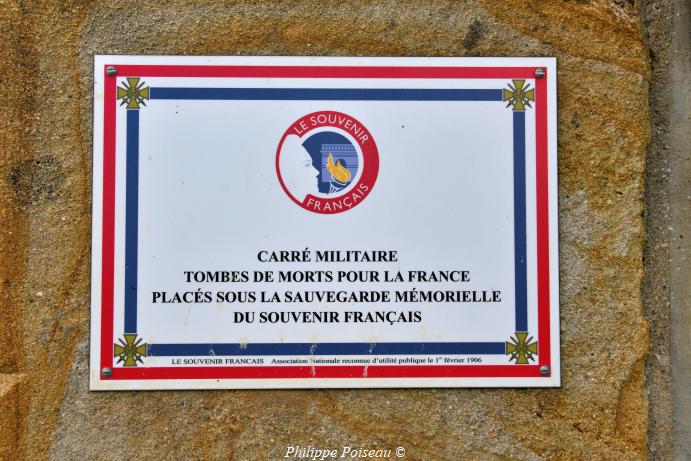 LE SOUVENIR
FRANÇAIS
CARRÉ MILITAIRE
TOMBES DE MORTS POUR LA FRANCE
PLACÉS SOUS LA SAUVEGARDE MÉMORIELLE
DU SOUVENIR FRANÇAIS
LE SOUVENIR FRANÇAIS Association Nationale reconnue d'utilité publique le 1er février 1906
Philippe Poiseau ©